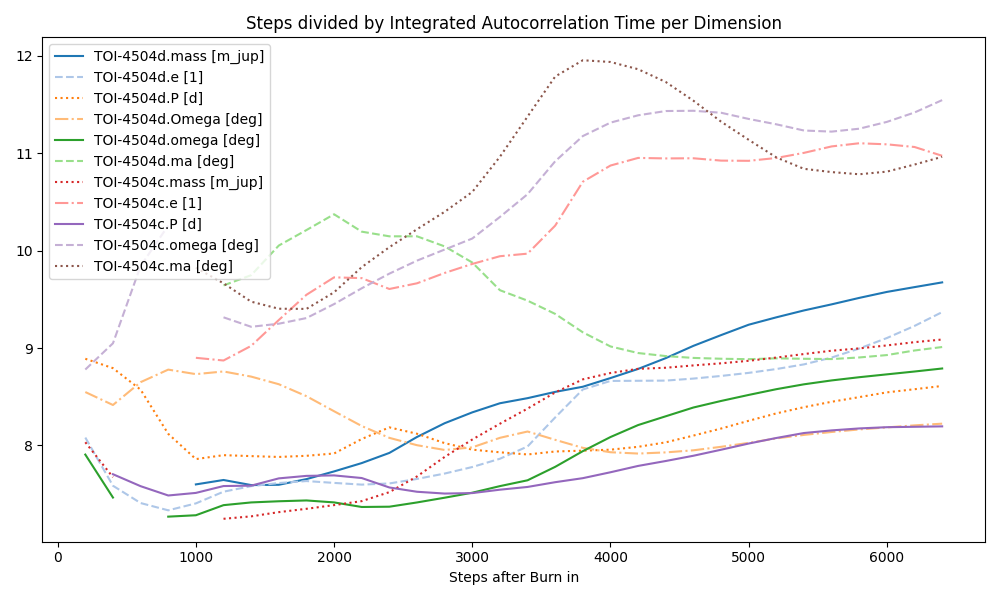 Steps divided by Integrated Autocorrelation Time per Dimension
12
11
10
9
8
TOI-4504d.mass [m_jup]
TOI-4504d.e [1]
TOI-4504d.P [d]
TOI-4504d.Omega [deg]
TOI-4504d.omega [deg]
TOI-4504d.ma [deg]
TOI-4504c.mass [m_jup]
TOI-4504c.e [1]
TOI-4504c.P [d]
TOI-4504c.omega [deg]
TOI-4504c.ma [deg]
0 1000 2000 3000 4000 5000 6000
Steps after Burn in